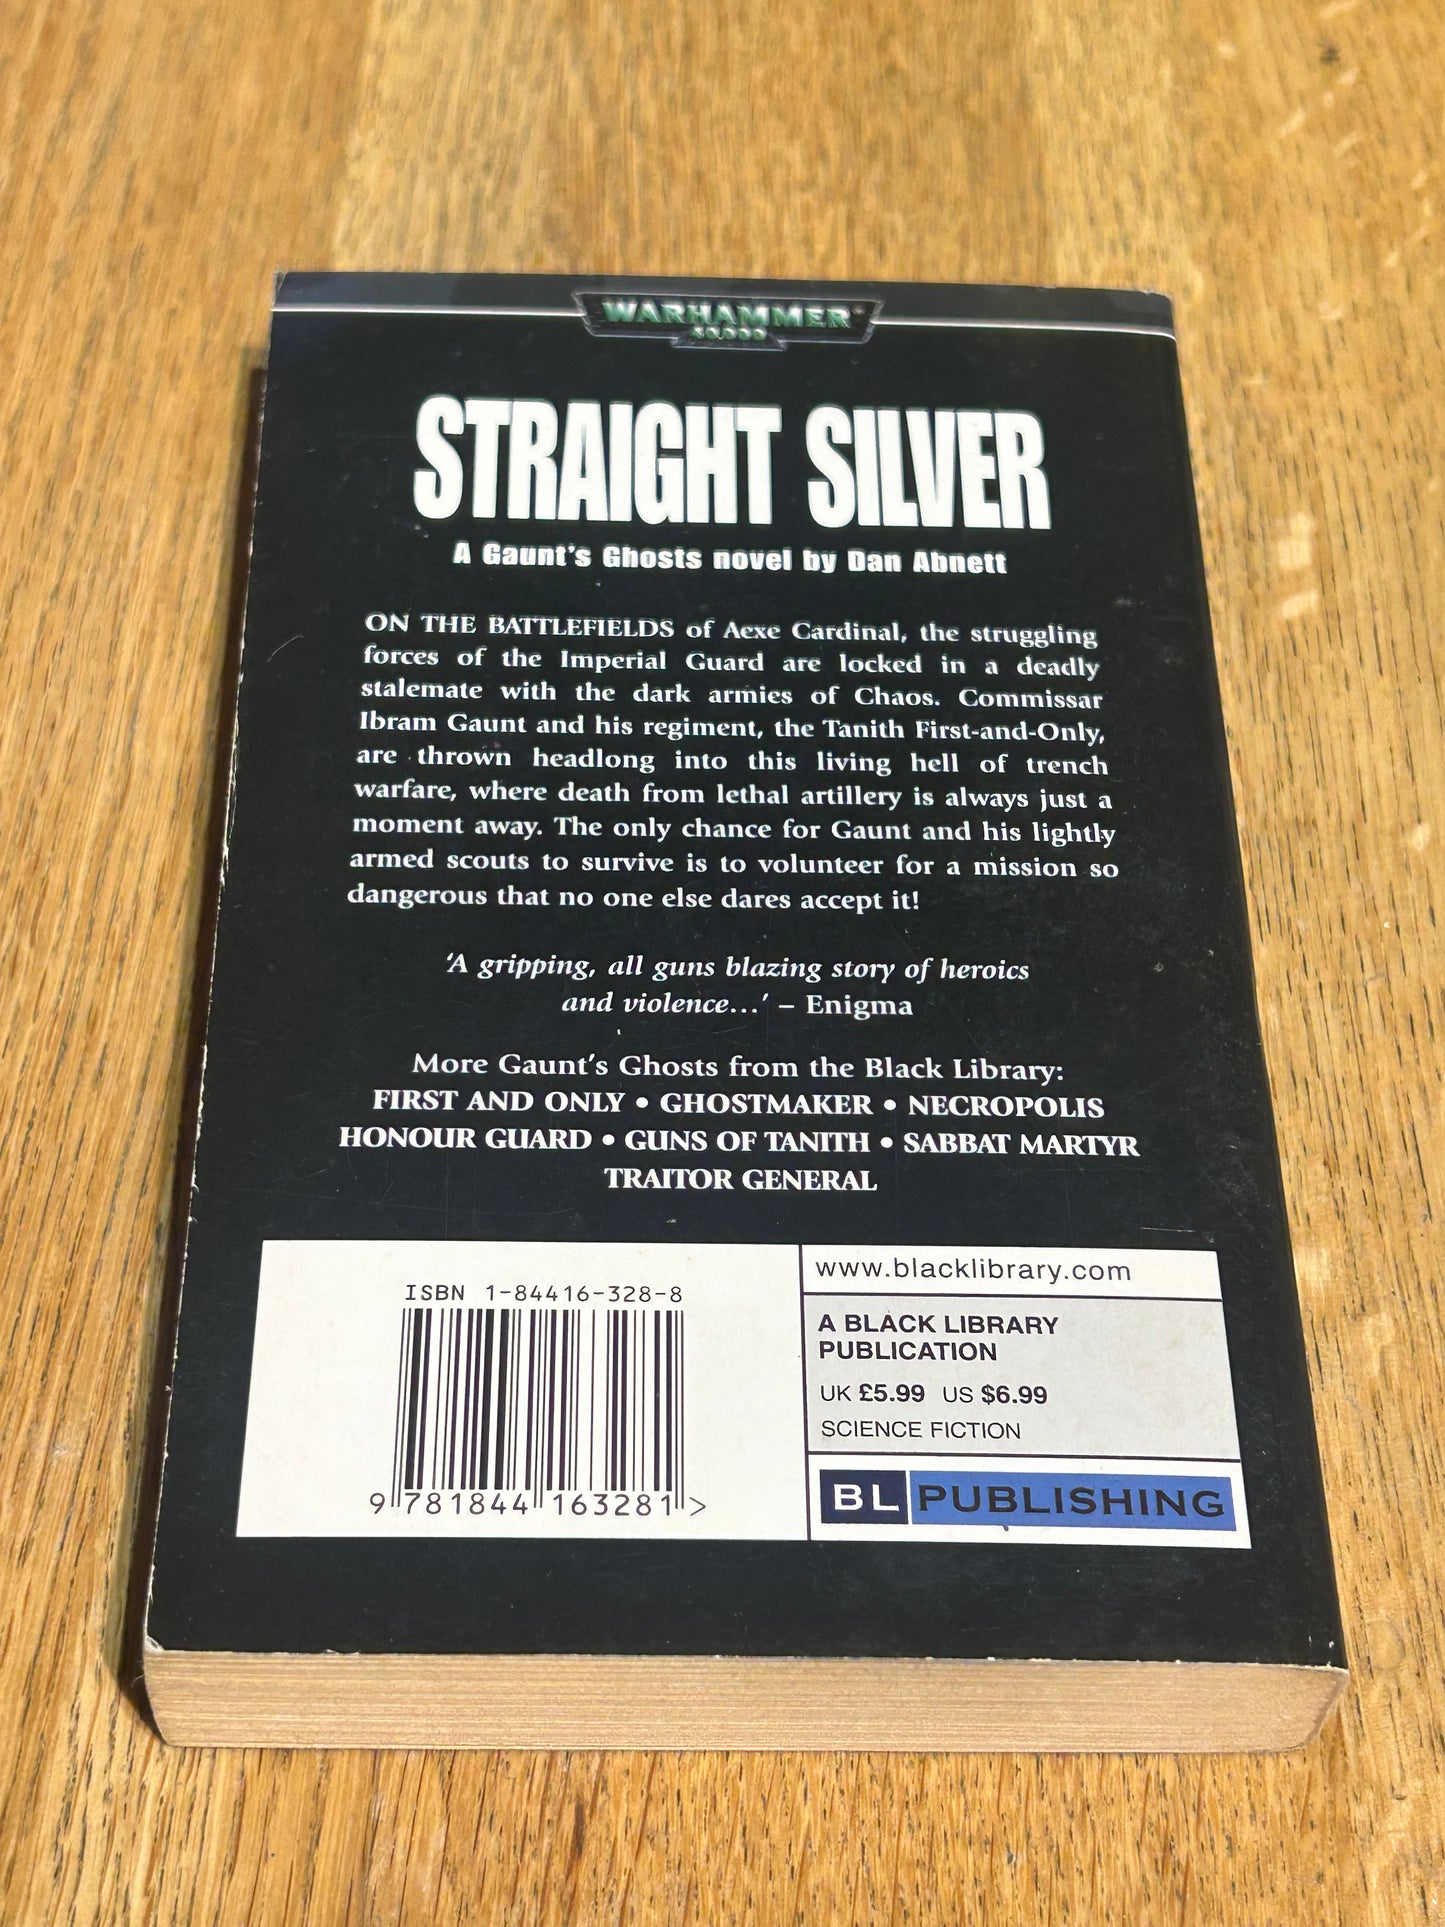 WARHAMMER
40,000
STRAIGHT SILVER
A Gaunt's Ghosts novel by Dan Abnett
ON THE BATTLEFIELDS of Aexe Cardinal, the struggling
forces of the Imperial Guard are locked in a deadly
stalemate with the dark armies of Chaos. Commissar
Ibram Gaunt and his regiment, the Tanith First-and-Only,
are thrown headlong into this living hell of trench
warfare, where death from lethal artillery is always just a
moment away. The only chance for Gaunt and his lightly
armed scouts to survive is to volunteer for a mission so
dangerous that no one else dares accept it!
'A gripping, all guns blazing story of heroics
and violence...' – Enigma
More Gaunt's Ghosts from the Black Library:
FIRST AND ONLY • GHOSTMAKER • NECROPOLIS
HONOUR GUARD • GUNS OF TANITH • SABBAT MARTYR
TRAITOR GENERAL
ISBN 1-84416-328-8
9 781844 163281 >
www.blacklibrary.com
A BLACK LIBRARY
PUBLICATION
UK £5.99 US $6.99
SCIENCE FICTION
BL PUBLISHING